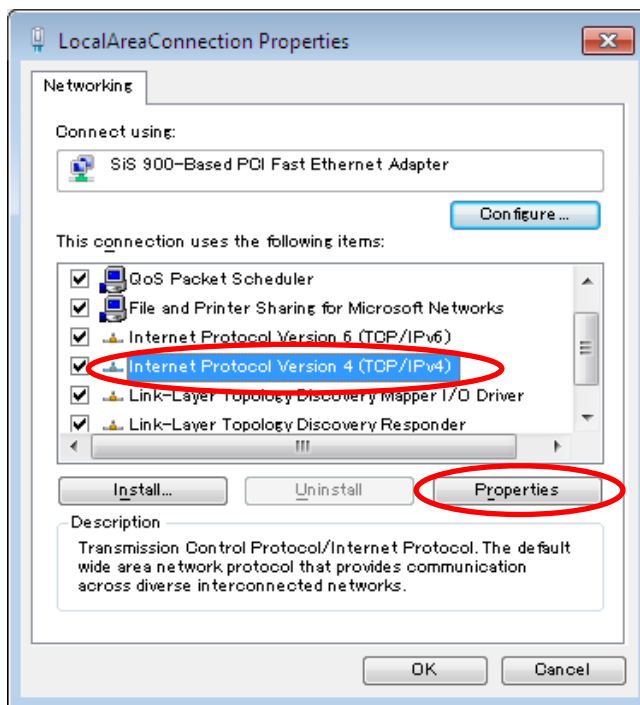 LocalAreaConnection Properties
Networking
Connect using:
SiS 900-Based PCI Fast Ethernet Adapter
Configure...
This connection uses the following items:
QoS Packet Scheduler
File and Printer Sharing for Microsoft Networks
Internet Protocol Version 6 (TCP/IPv6)
Internet Protocol Version 4 (TCP/IPv4)
Link-Layer Topology Discovery Mapper I/O Driver
Link-Layer Topology Discovery Responder
Install...
Uninstall
Properties
Description
Transmission Control Protocol/Internet Protocol. The default
wide area network protocol that provides communication
across diverse interconnected networks.
OK
Cancel